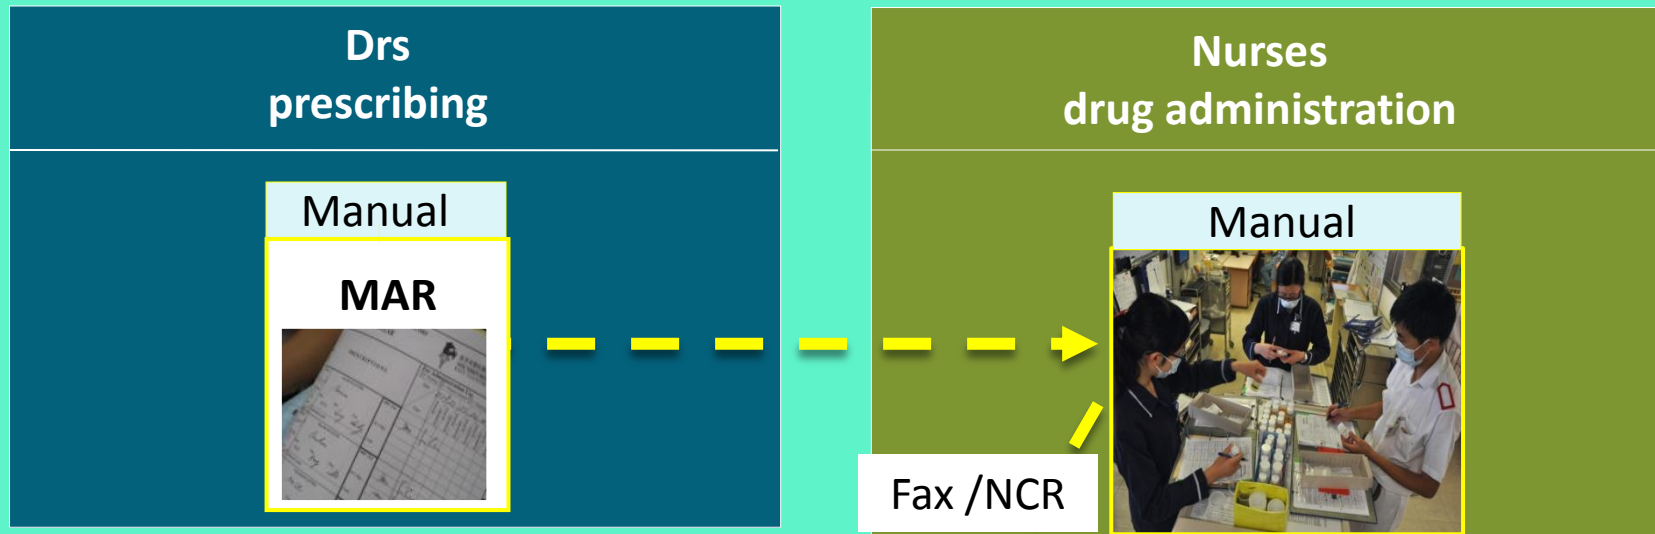 Drs
prescribing
Manual
MAR
Nurses
drug administration
Manual
Fax /NCR